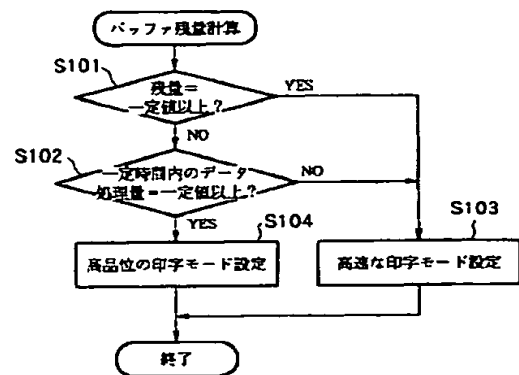 バッファ残量計算
S101
残量=
一定値以上?
YES
NO
S102
一定時間内のデータ
処理量=一定値以上?
NO
YES
S104
高品位の印字モード設定
S103
高速な印字モード設定
終了